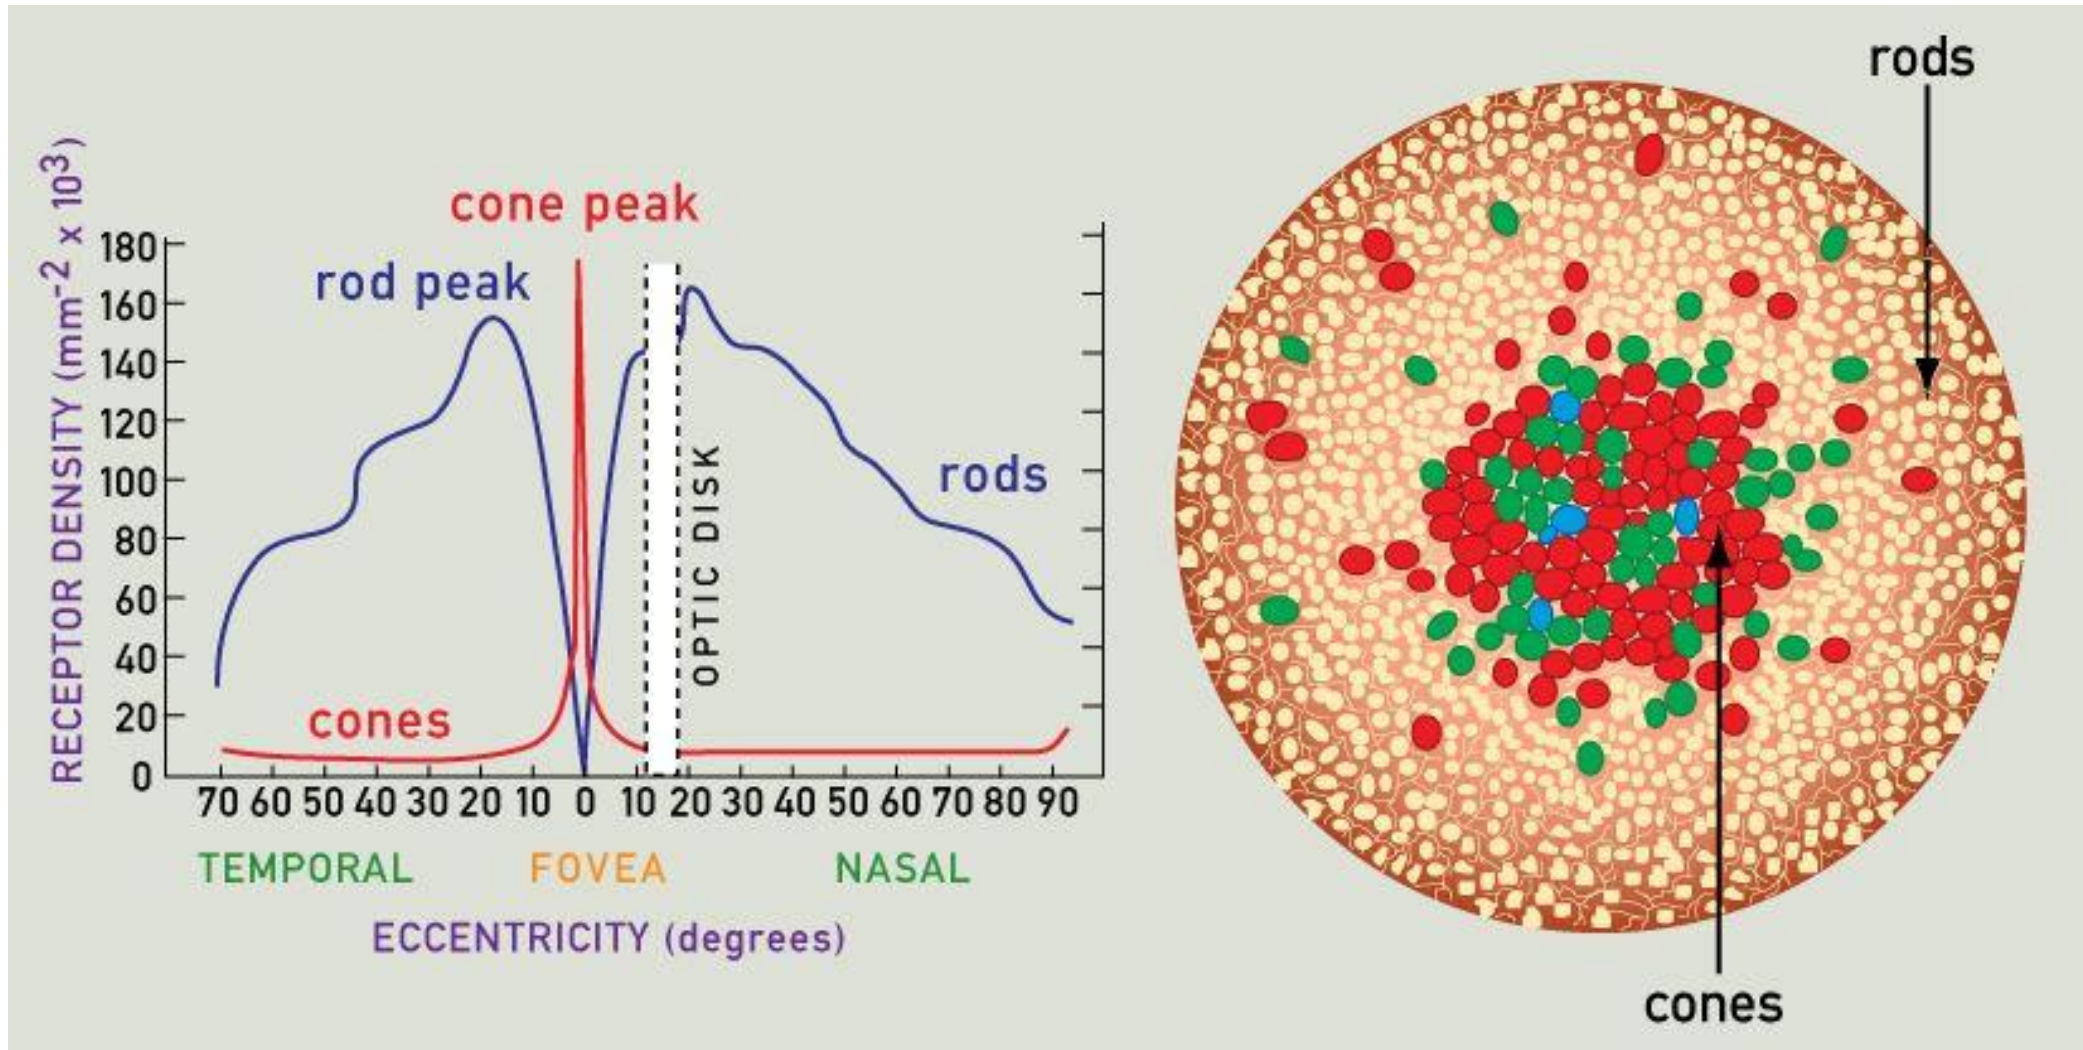 RECEPTOR DENSITY (mm⁻² x 10³)
180
160
140
120
100
80
60
40
20
0
cone peak
rod peak
rods
cones
OPTIC DISK
70 60 50 40 30 20 10 0 10 20 30 40 50 60 70 80 90
TEMPORAL FOVEA NASAL
ECCENTRICITY (degrees)
rods
cones